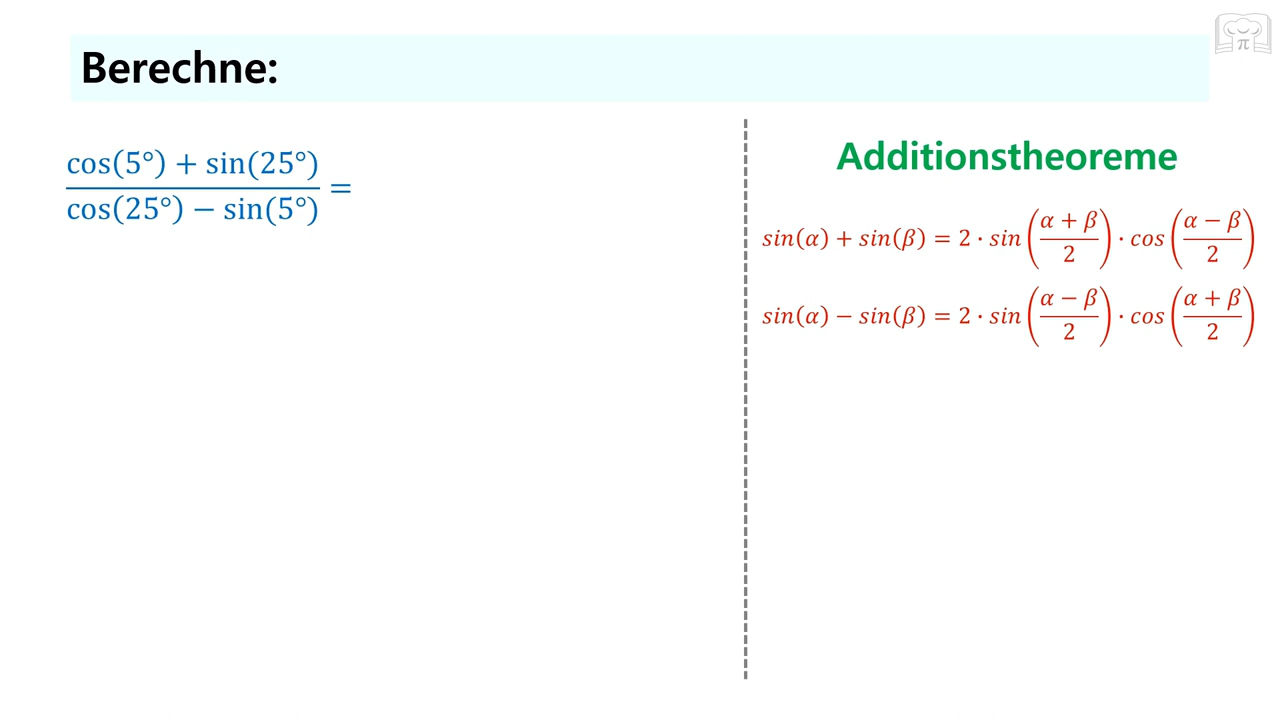 Berechne:
cos(5°) + sin(25°)
cos(25°) − sin(5°)
=
Additionstheoreme
sin(α) + sin(β) = 2 · sin((α + β)/2) · cos((α − β)/2)
sin(α) − sin(β) = 2 · sin((α − β)/2) · cos((α + β)/2)
π